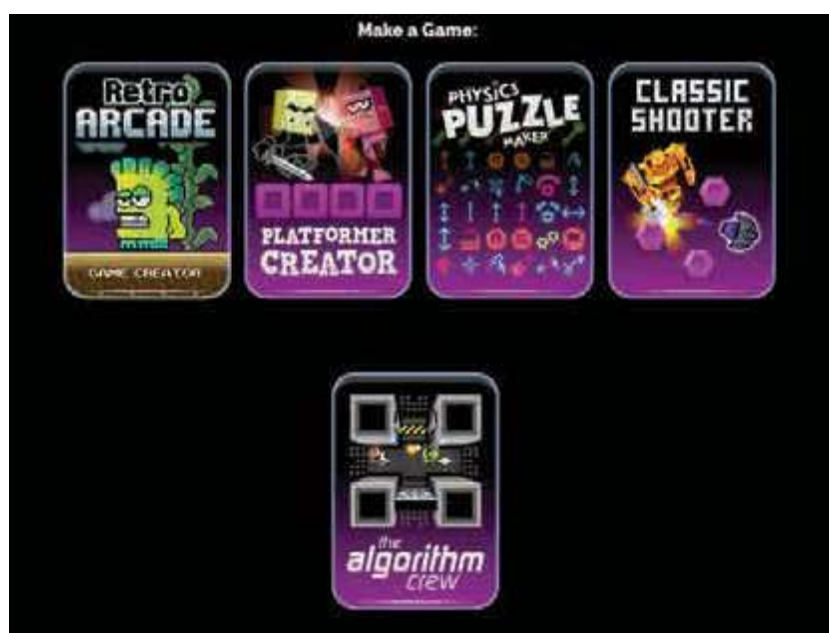 Make a Game:
Retro
ARCADE
GAME CREATOR
PLATFORMER
CREATOR
PHYSICS
PUZZLE
MAKER
CLASSIC
SHOOTER
the
algorithm
crew